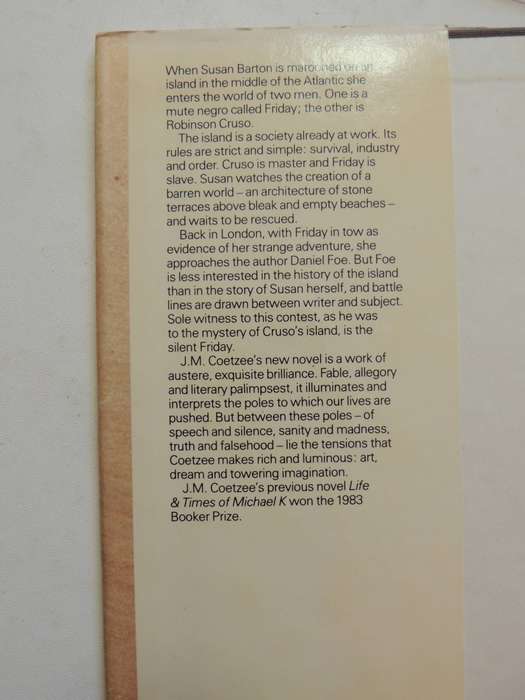 When Susan Barton is marooned on an
island in the middle of the Atlantic she
enters the world of two men. One is a
mute negro called Friday; the other is
Robinson Cruso.
The island is a society already at work. Its
rules are strict and simple: survival, industry
and order. Cruso is master and Friday is
slave. Susan watches the creation of a
barren world – an architecture of stone
terraces above bleak and empty beaches –
and waits to be rescued.
Back in London, with Friday in tow as
evidence of her strange adventure, she
approaches the author Daniel Foe. But Foe
is less interested in the history of the island
than in the story of Susan herself, and battle
lines are drawn between writer and subject.
Sole witness to this contest, as he was
to the mystery of Cruso's island, is the
silent Friday.
J.M. Coetzee's new novel is a work of
austere, exquisite brilliance. Fable, allegory
and literary palimpsest, it illuminates and
interprets the poles to which our lives are
pushed. But between these poles – of
speech and silence, sanity and madness,
truth and falsehood – lie the tensions that
Coetzee makes rich and luminous: art,
dream and towering imagination.
J.M. Coetzee's previous novel Life
& Times of Michael K won the 1983
Booker Prize.